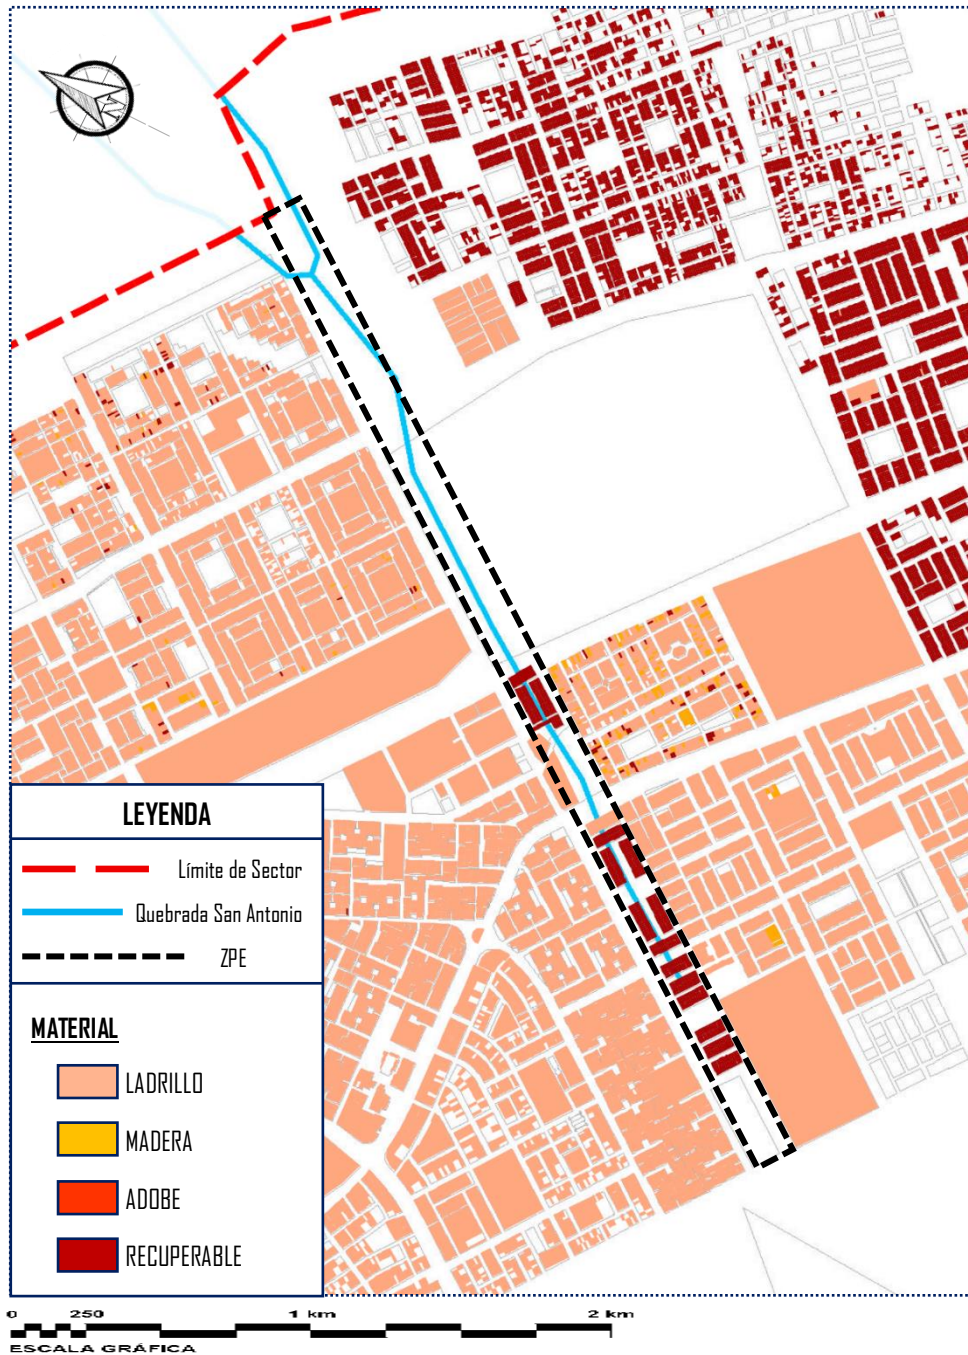 LEYENDA
Límite de Sector
Quebrada San Antonio
ZPE
MATERIAL
LADRILLO
MADERA
ADOBE
RECUPERABLE
0 250 1 km 2 km
ESCALA GRÁFICA